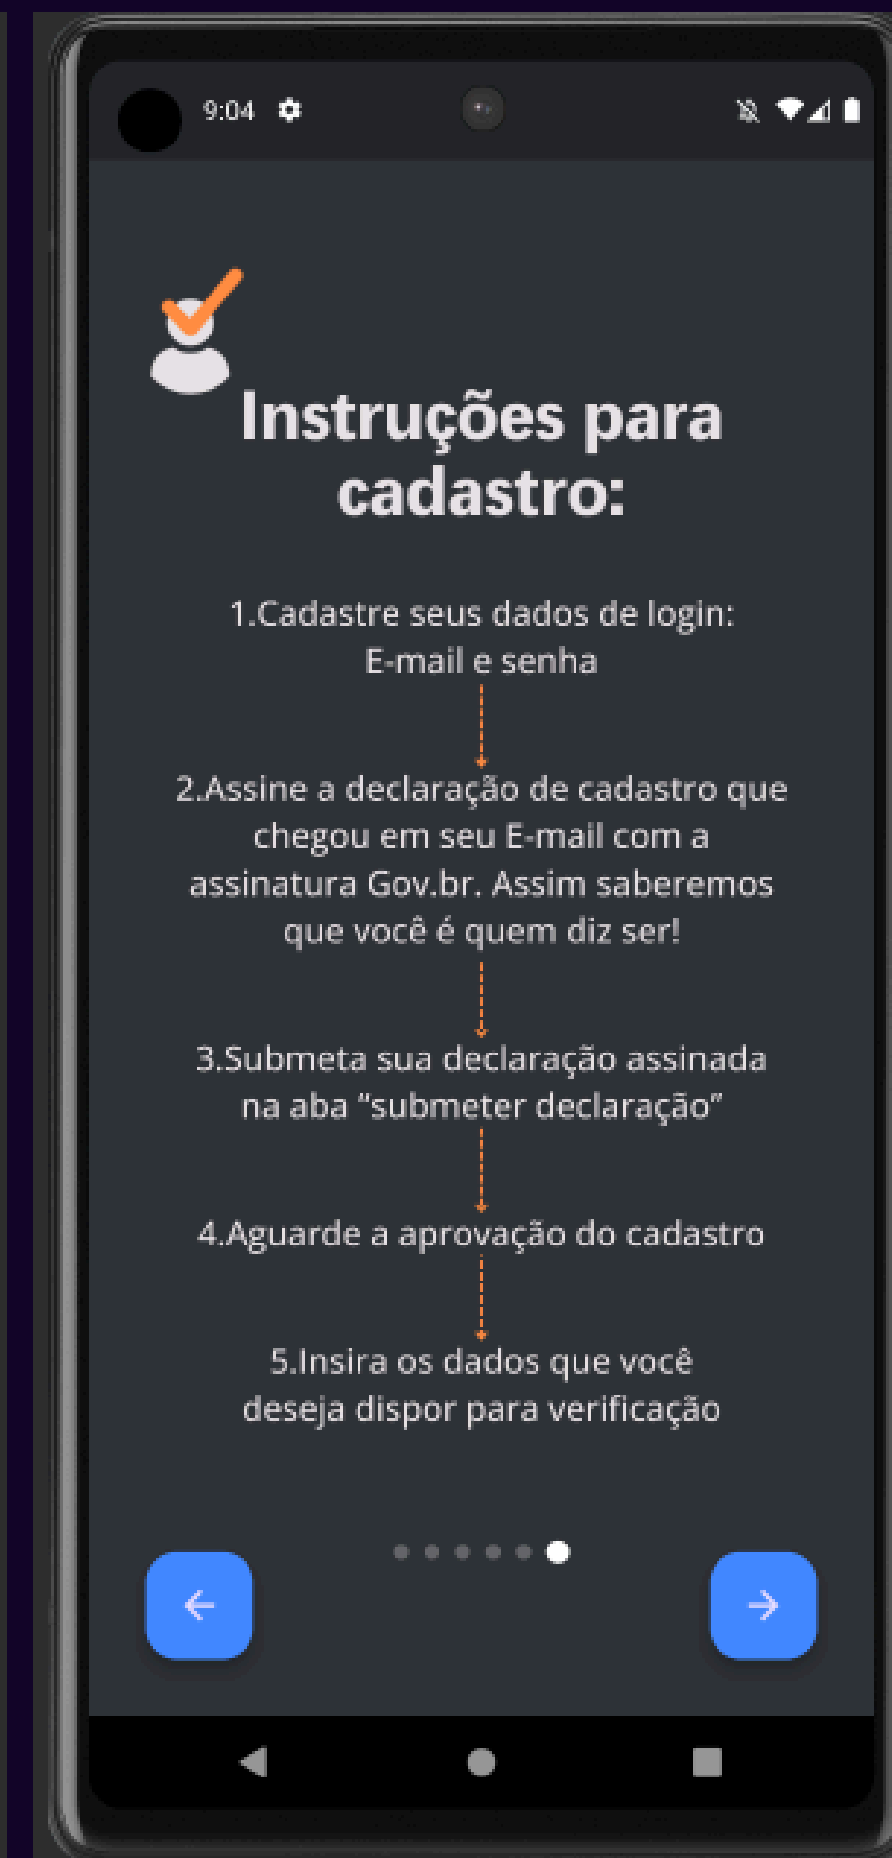 9:04
Instruções para
cadastro:
1.Cadastre seus dados de login:
E-mail e senha
2.Assine a declaração de cadastro que
chegou em seu E-mail com a
assinatura Gov.br. Assim saberemos
que você é quem diz ser!
3.Submeta sua declaração assinada
na aba “submeter declaração”
4.Aguarde a aprovação do cadastro
5.Insira os dados que você
deseja dispor para verificação